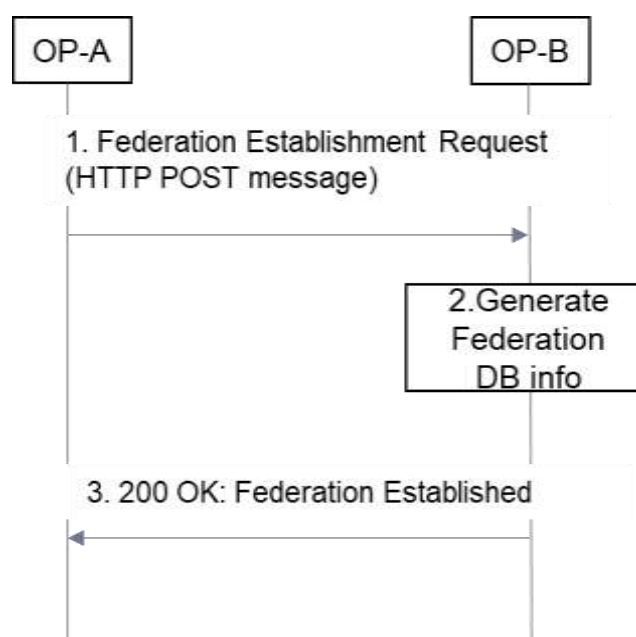 OP-A
OP-B
1. Federation Establishment Request
(HTTP POST message)
2.Generate
Federation
DB info
3. 200 OK: Federation Established